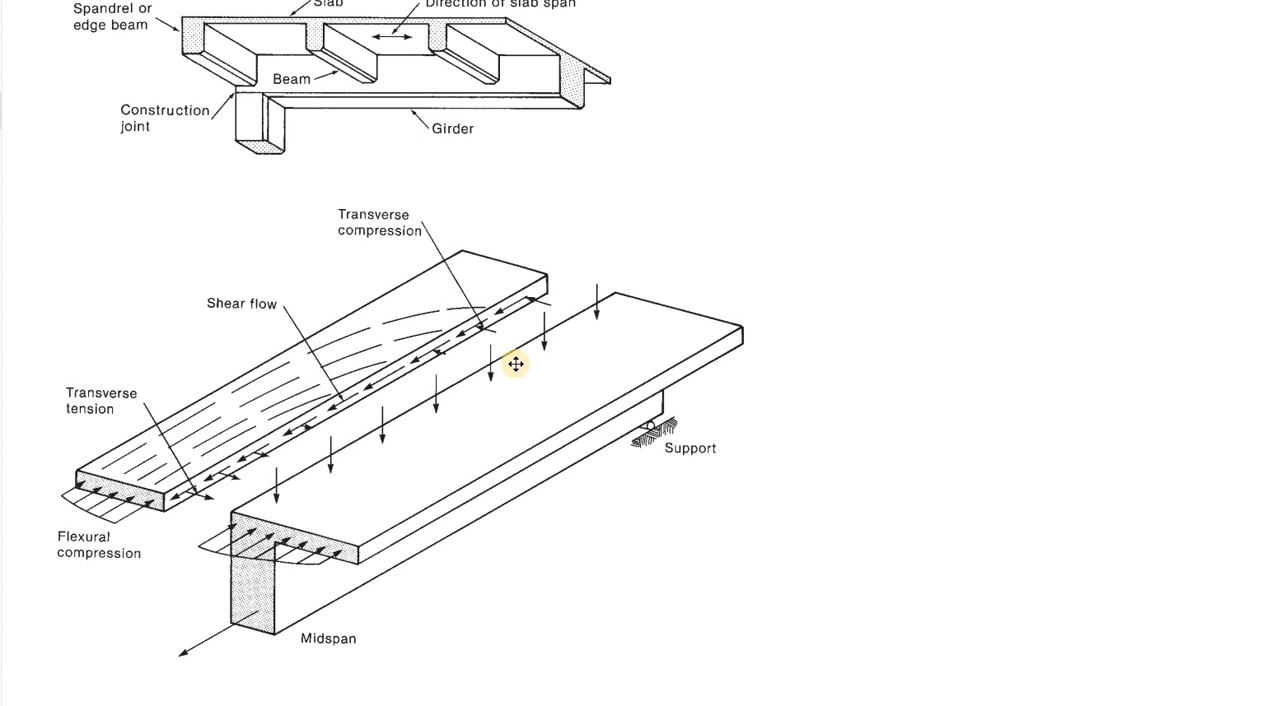 Spandrel or
edge beam
Slab
Direction of slab span
Beam
Construction
joint
Girder
Transverse
compression
Shear flow
Transverse
tension
Support
Flexural
compression
Midspan